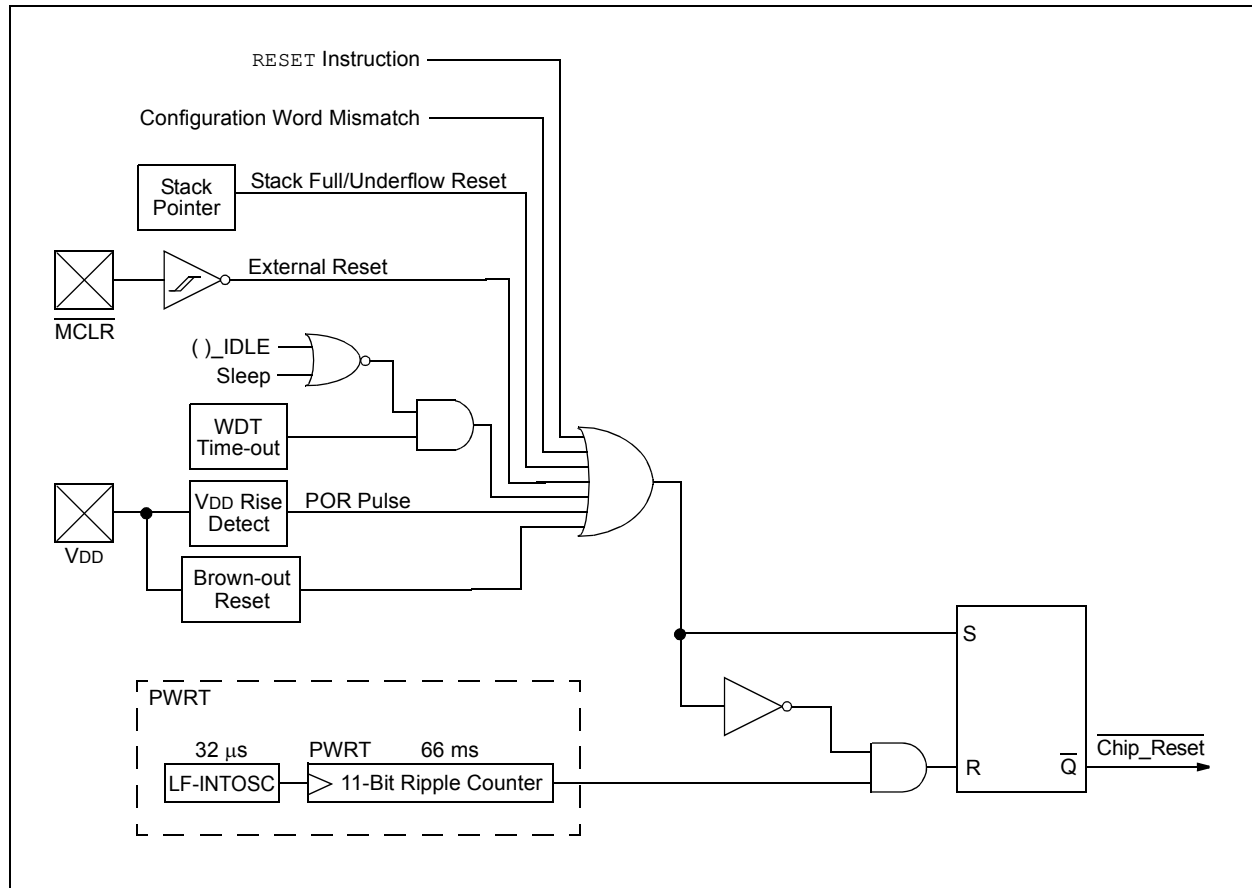 RESET Instruction
Configuration Word Mismatch
Stack
Pointer
Stack Full/Underflow Reset
External Reset
MCLR
( )_IDLE
Sleep
WDT
Time-out
VDD Rise
Detect
POR Pulse
VDD
Brown-out
Reset
S
PWRT
32 µs
PWRT
66 ms
LF-INTOSC
11-Bit Ripple Counter
R
Q
Chip_Reset